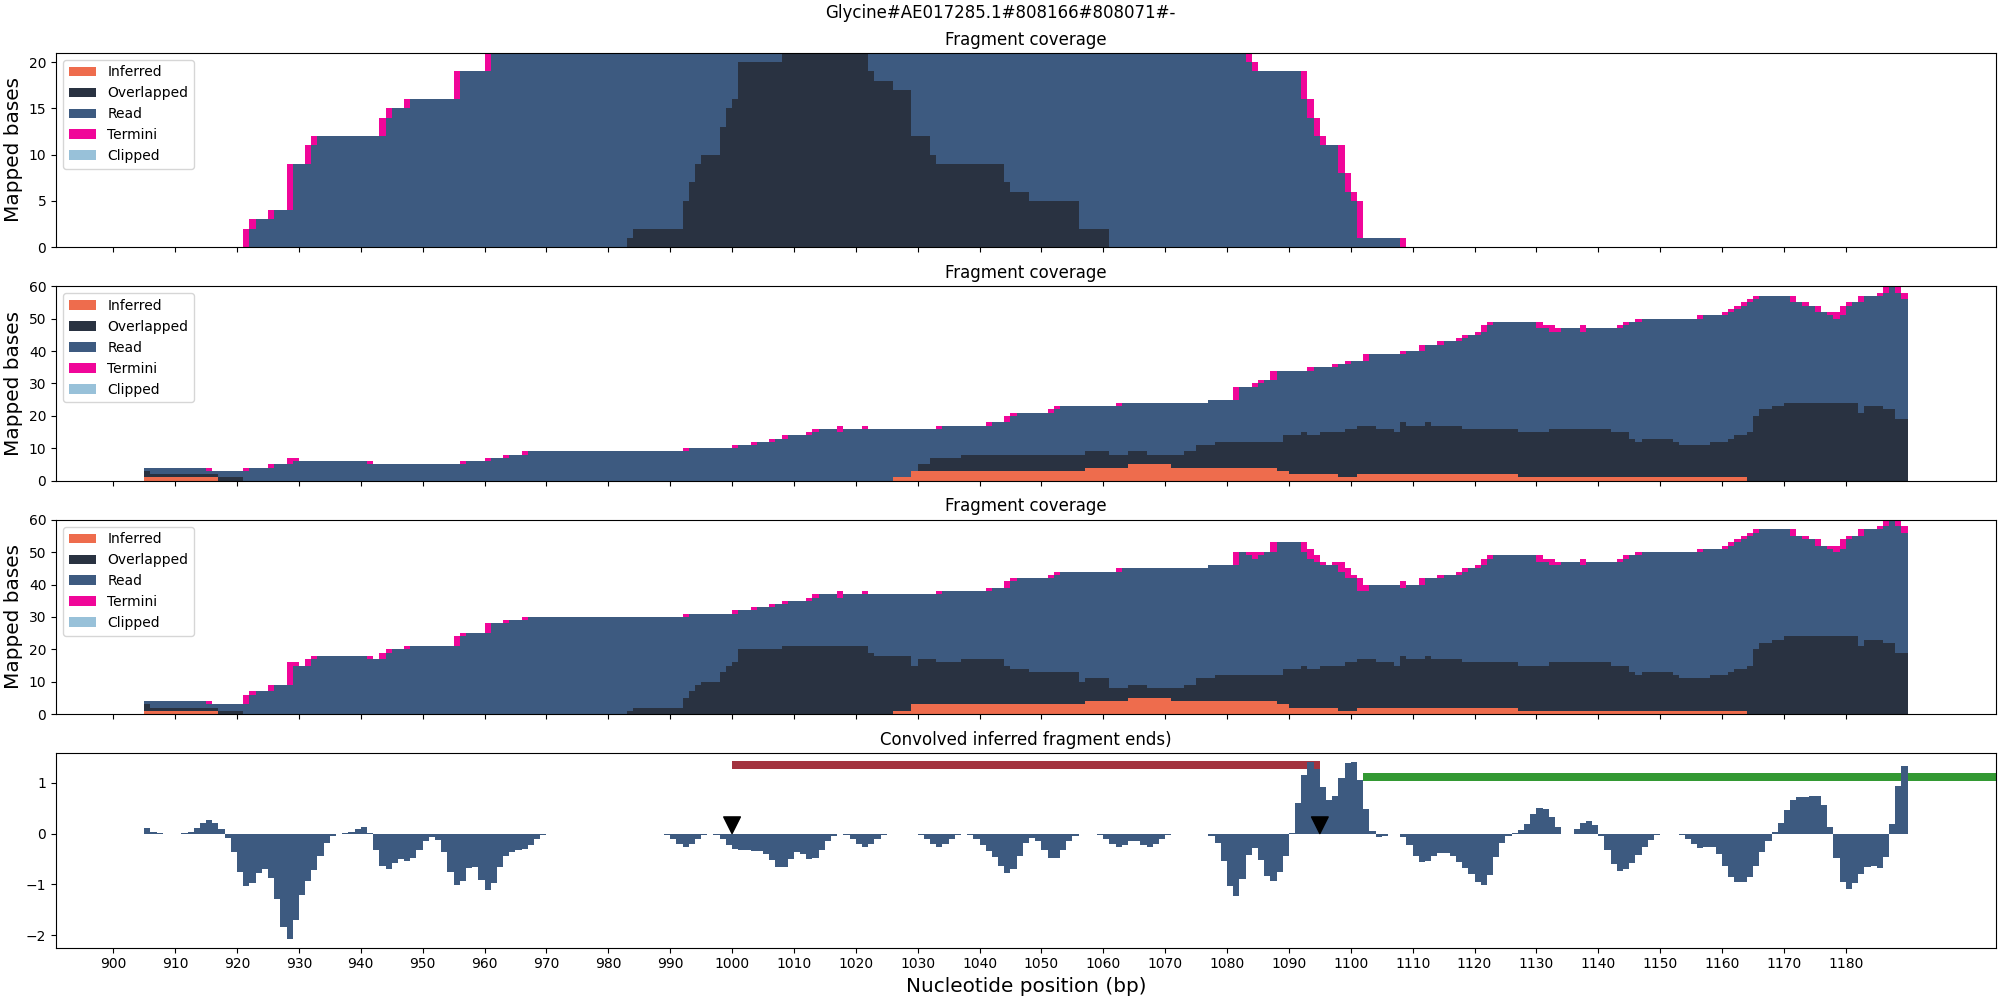 Glycine#AE017285.1#808166#808071#-
Fragment coverage
Mapped bases
20
15
10
5
0
Inferred
Overlapped
Read
Termini
Clipped
Fragment coverage
Mapped bases
60
50
40
30
20
10
0
Inferred
Overlapped
Read
Termini
Clipped
Fragment coverage
Mapped bases
60
50
40
30
20
10
0
Inferred
Overlapped
Read
Termini
Clipped
Convolved inferred fragment ends)
1
0
−1
−2
900 910 920 930 940 950 960 970 980 990 1000 1010 1020 1030 1040 1050 1060 1070 1080 1090 1100 1110 1120 1130 1140 1150 1160 1170 1180
Nucleotide position (bp)